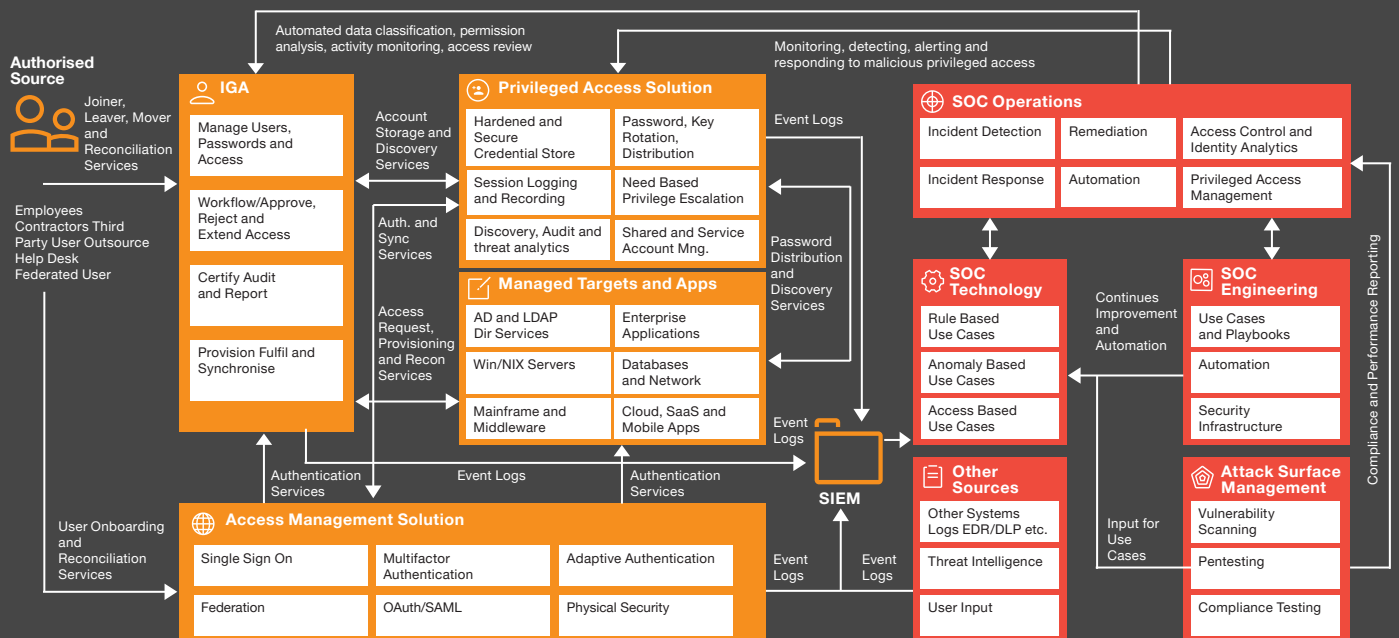 Automated data classification, permission
analysis, activity monitoring, access review
Monitoring, detecting, alerting and
responding to malicious privileged access
Authorised
Source
Joiner,
Leaver, Mover
and
Reconciliation
Services
Employees
Contractors Third
Party User Outsource
Help Desk
Federated User
User Onboarding
and
Reconciliation
Services
IGA
Manage Users,
Passwords and
Access
Workflow/Approve,
Reject and
Extend Access
Certify Audit
and Report
Provision Fulfil and
Synchronise
Account
Storage and
Discovery
Services
Auth. and
Sync
Services
Access
Request,
Provisioning
and Recon
Services
Privileged Access Solution
Hardened and
Secure
Credential Store
Password, Key
Rotation,
Distribution
Session Logging
and Recording
Need Based
Privilege Escalation
Discovery, Audit and
threat analytics
Shared and Service
Account Mng.
Managed Targets and Apps
AD and LDAP
Dir Services
Enterprise
Applications
Win/NIX Servers
Databases
and Network
Mainframe and
Middleware
Cloud, SaaS and
Mobile Apps
Event Logs
Password
Distribution
and
Discovery
Services
Event
Logs
SIEM
Authentication
Services
Event Logs
Authentication
Services
Access Management Solution
Single Sign On
Multifactor
Authentication
Adaptive Authentication
Federation
OAuth/SAML
Physical Security
Event
Logs
Event
Logs
SOC Operations
Incident Detection
Remediation
Access Control and
Identity Analytics
Incident Response
Automation
Privileged Access
Management
SOC
Technology
Rule Based
Use Cases
Anomaly Based
Use Cases
Access Based
Use Cases
Continues
Improvement
and
Automation
SOC
Engineering
Use Cases
and Playbooks
Automation
Security
Infrastructure
Other
Sources
Other Systems
Logs EDR/DLP etc.
Threat Intelligence
User Input
Input for
Use
Cases
Attack Surface
Management
Vulnerability
Scanning
Pentesting
Compliance Testing
Compliance and Performance Reporting